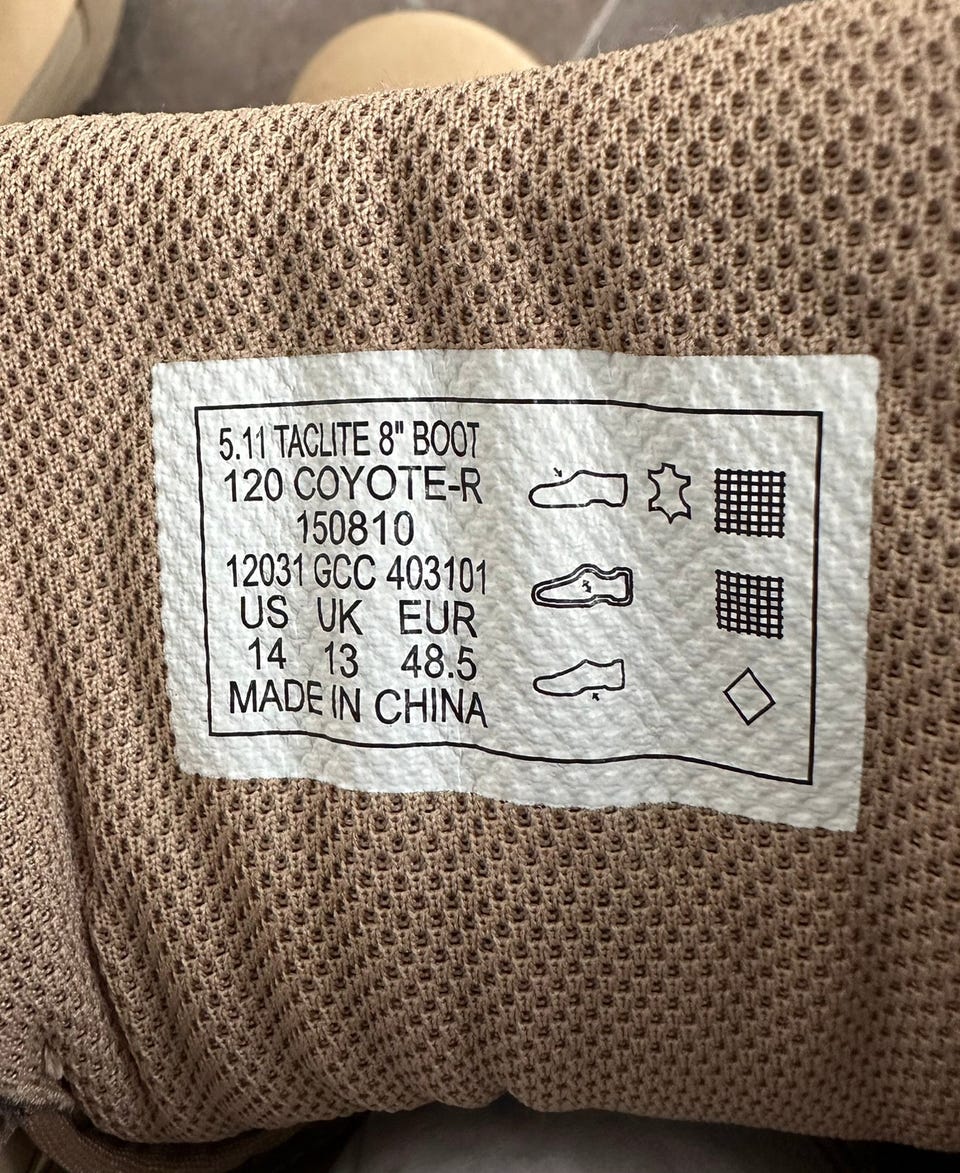 5.11 TACLITE 8" BOOT
120 COYOTE-R
150810
12031 GCC 403101
US UK EUR
14 13 48.5
MADE IN CHINA